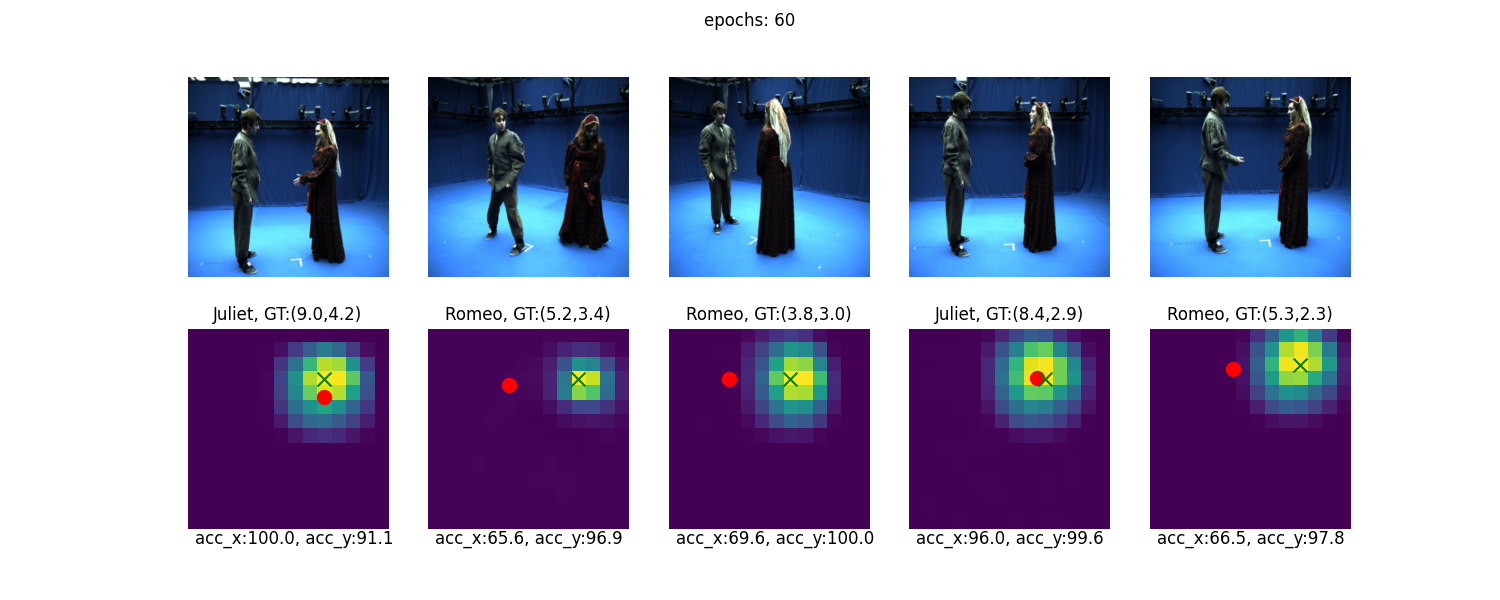 epochs: 60
Juliet, GT:(9.0,4.2)
Romeo, GT:(5.2,3.4)
Romeo, GT:(3.8,3.0)
Juliet, GT:(8.4,2.9)
Romeo, GT:(5.3,2.3)
acc_x:100.0, acc_y:91.1
acc_x:65.6, acc_y:96.9
acc_x:69.6, acc_y:100.0
acc_x:96.0, acc_y:99.6
acc_x:66.5, acc_y:97.8